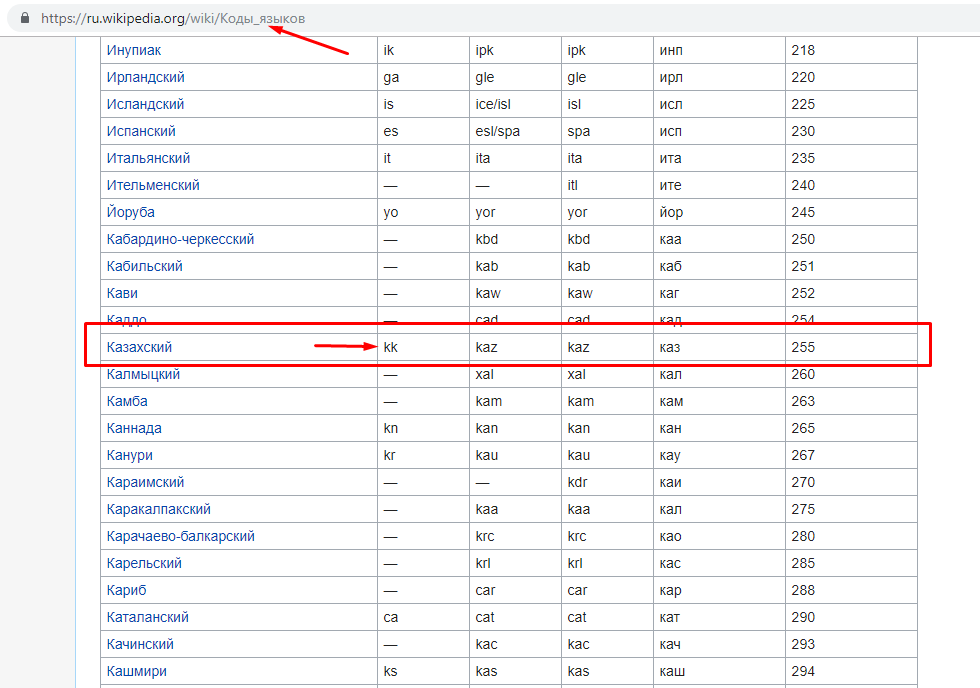 https://ru.wikipedia.org/wiki/Коды_языков
Инупиак ik ipk ipk инп 218
Ирландский ga gle gle ирл 220
Исландский is ice/isl isl исл 225
Испанский es esl/spa spa исп 230
Итальянский it ita ita ита 235
Ительменский — — itl ите 240
Йоруба yo yor yor йор 245
Кабардино-черкесский — kbd kbd каа 250
Кабильский — kab kab каб 251
Кави — kaw kaw каг 252
Каддо — cad cad кад 254
Казахский kk kaz kaz каз 255
Калмыцкий — xal xal кал 260
Камба — kam kam кам 263
Каннада kn kan kan кан 265
Канури kr kau kau кау 267
Караимский — — kdr каи 270
Каракалпакский — kaa kaa кал 275
Карачаево-балкарский — krc krc као 280
Карельский — krl krl кас 285
Кариб — car car кар 288
Каталанский ca cat cat кат 290
Качинский — kac kac кач 293
Кашмири ks kas kas каш 294